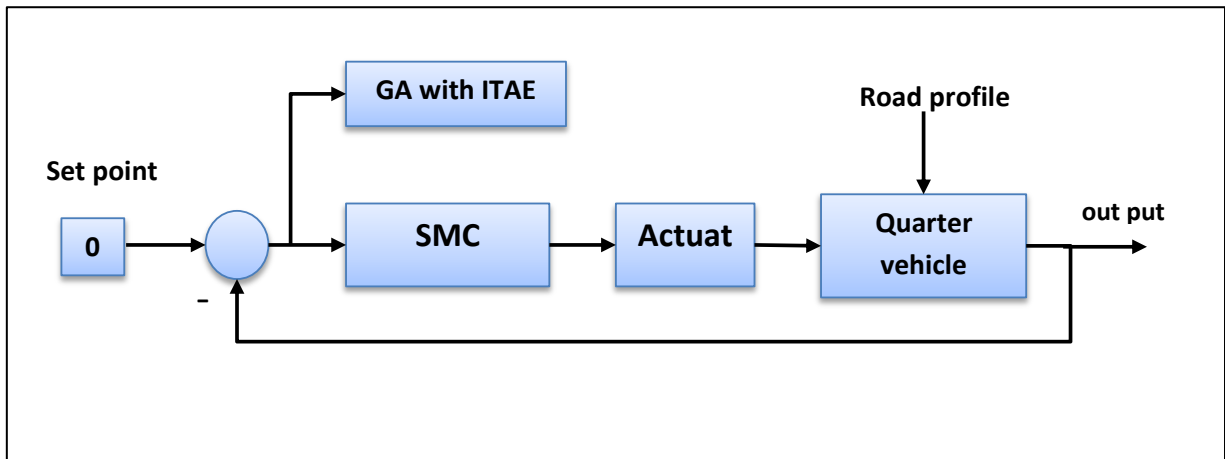 GA with ITAE
Road profile
Set point
0
SMC
Actuat
Quarter
vehicle
out put
-